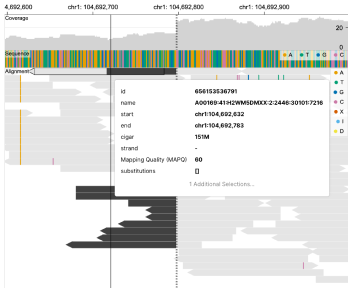 4,692,600 chr1: 104,692,700 chr1: 104,692,800 chr1: 104,692,900
Coverage
20
0
Sequence
A T G C
Alignment
A
T
G
C
X
I
D
id 656153536791
name A00169:41:H2WM5DMXX:2:2446:30101:7216
start chr1:104,692,632
end chr1:104,692,783
cigar 151M
strand -
Mapping Quality (MAPQ) 60
substitutions []
1 Additional Selections...